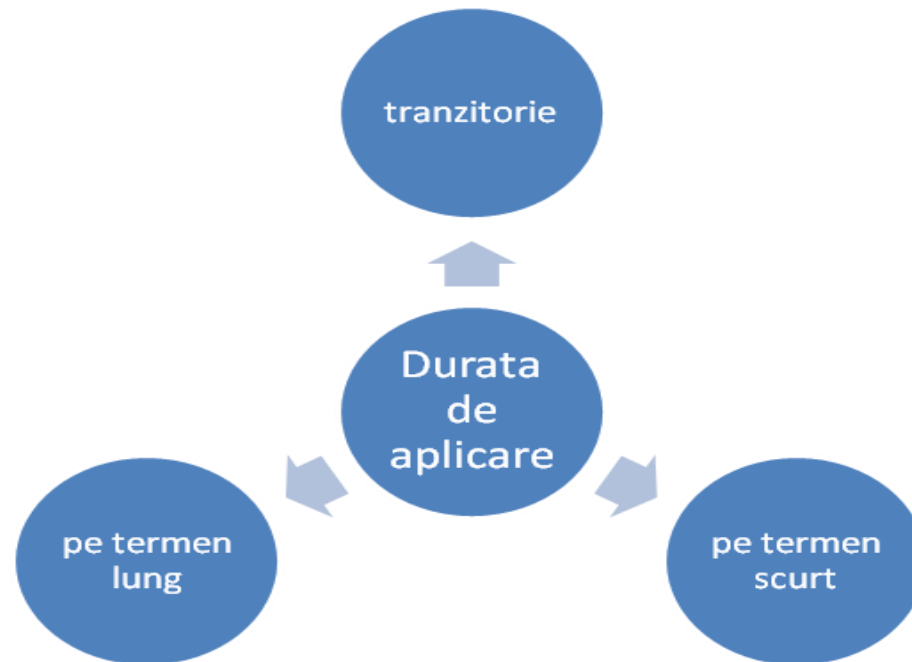 tranzitorie
Durata
de
aplicare
pe termen
lung
pe termen
scurt